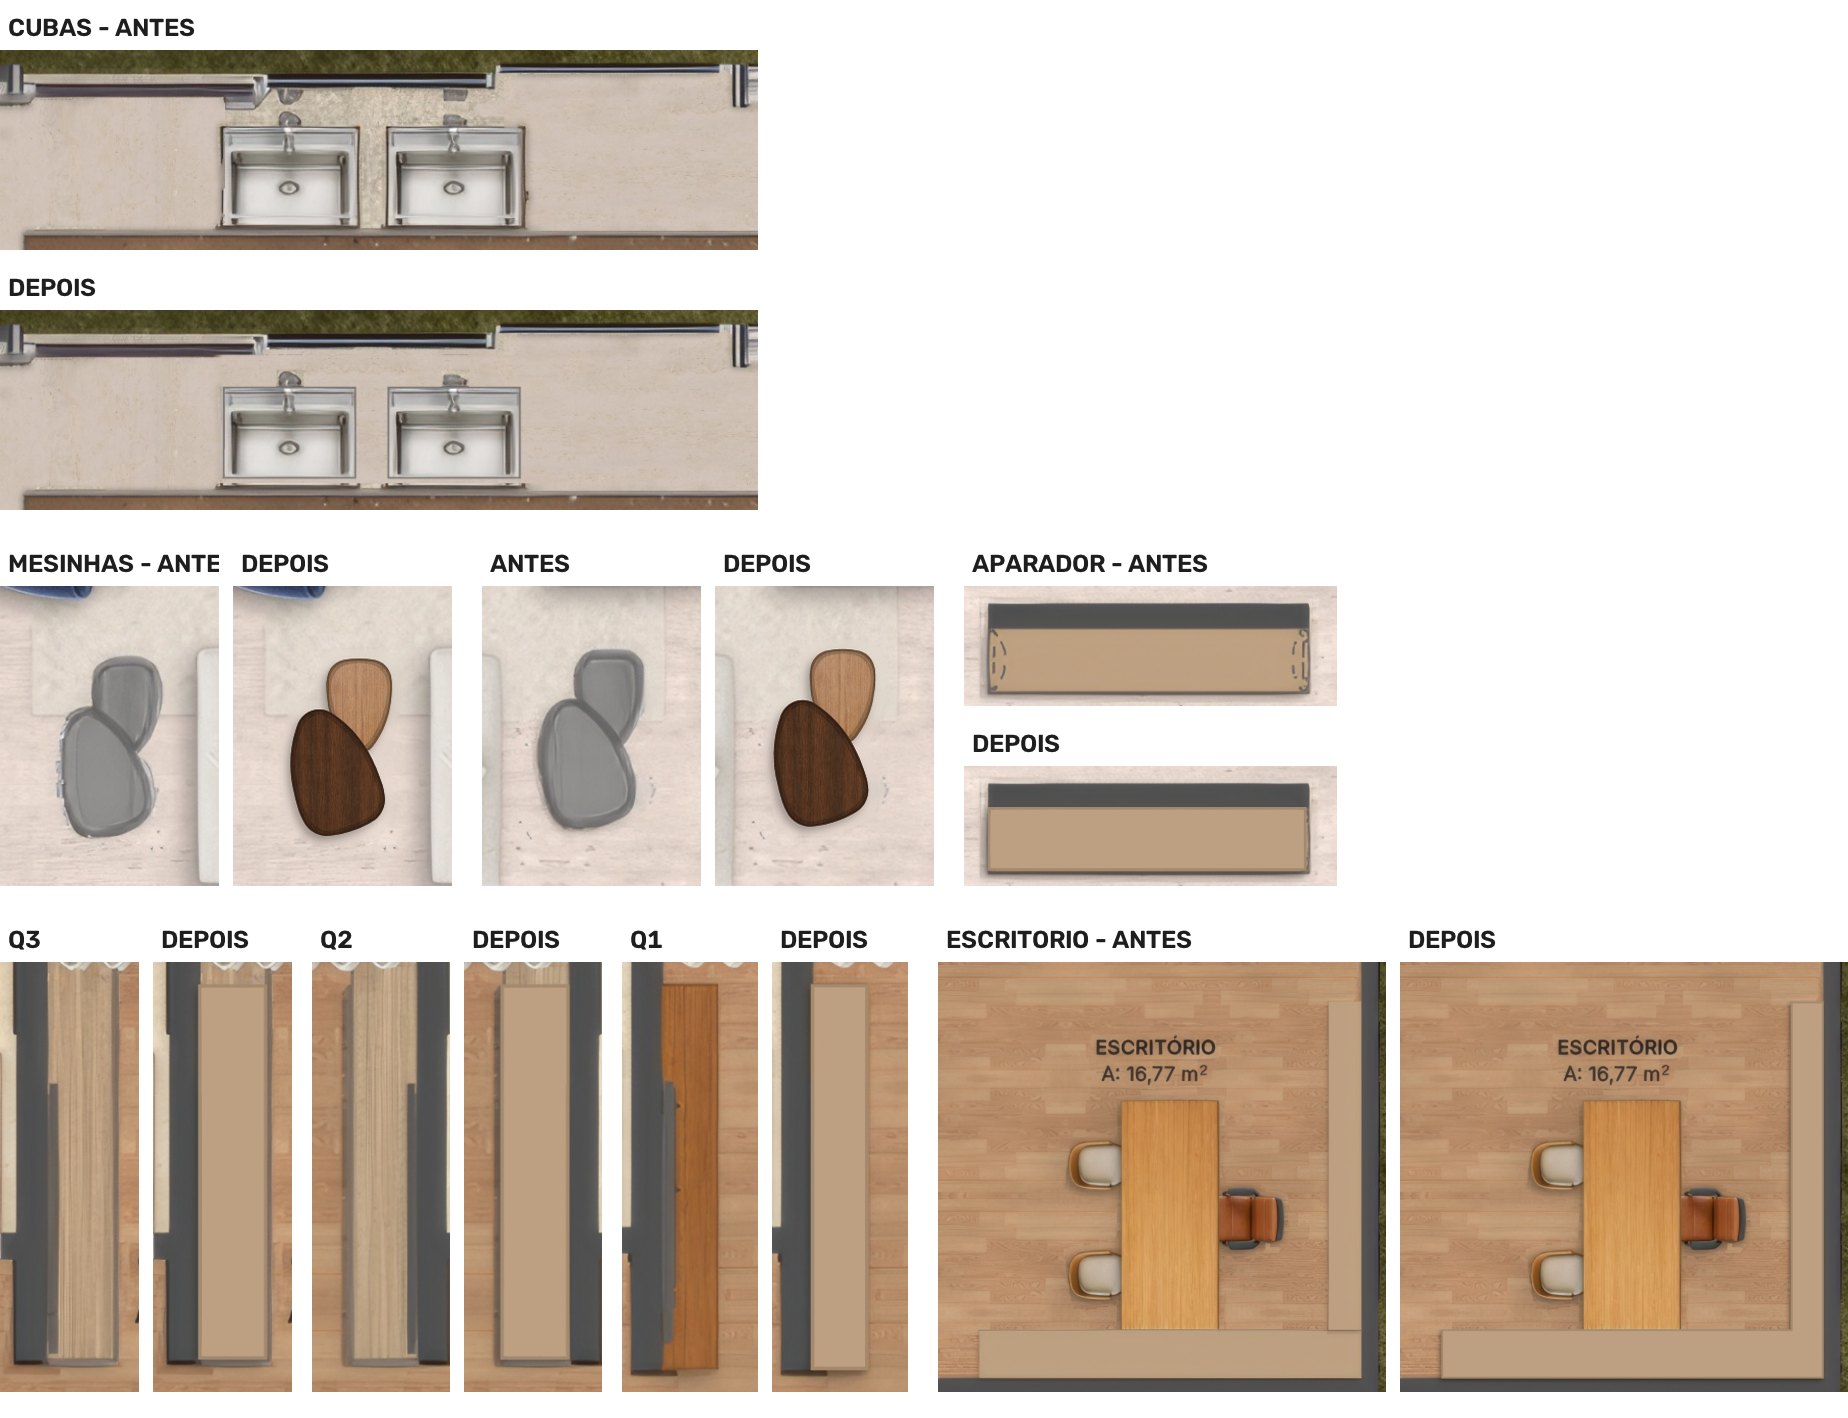 CUBAS - ANTES
DEPOIS
MESINHAS - ANTE
DEPOIS
ANTES
DEPOIS
APARADOR - ANTES
DEPOIS
Q3
DEPOIS
Q2
DEPOIS
Q1
DEPOIS
ESCRITORIO - ANTES
DEPOIS
ESCRITÓRIO
A: 16,77 m²
ESCRITÓRIO
A: 16,77 m²